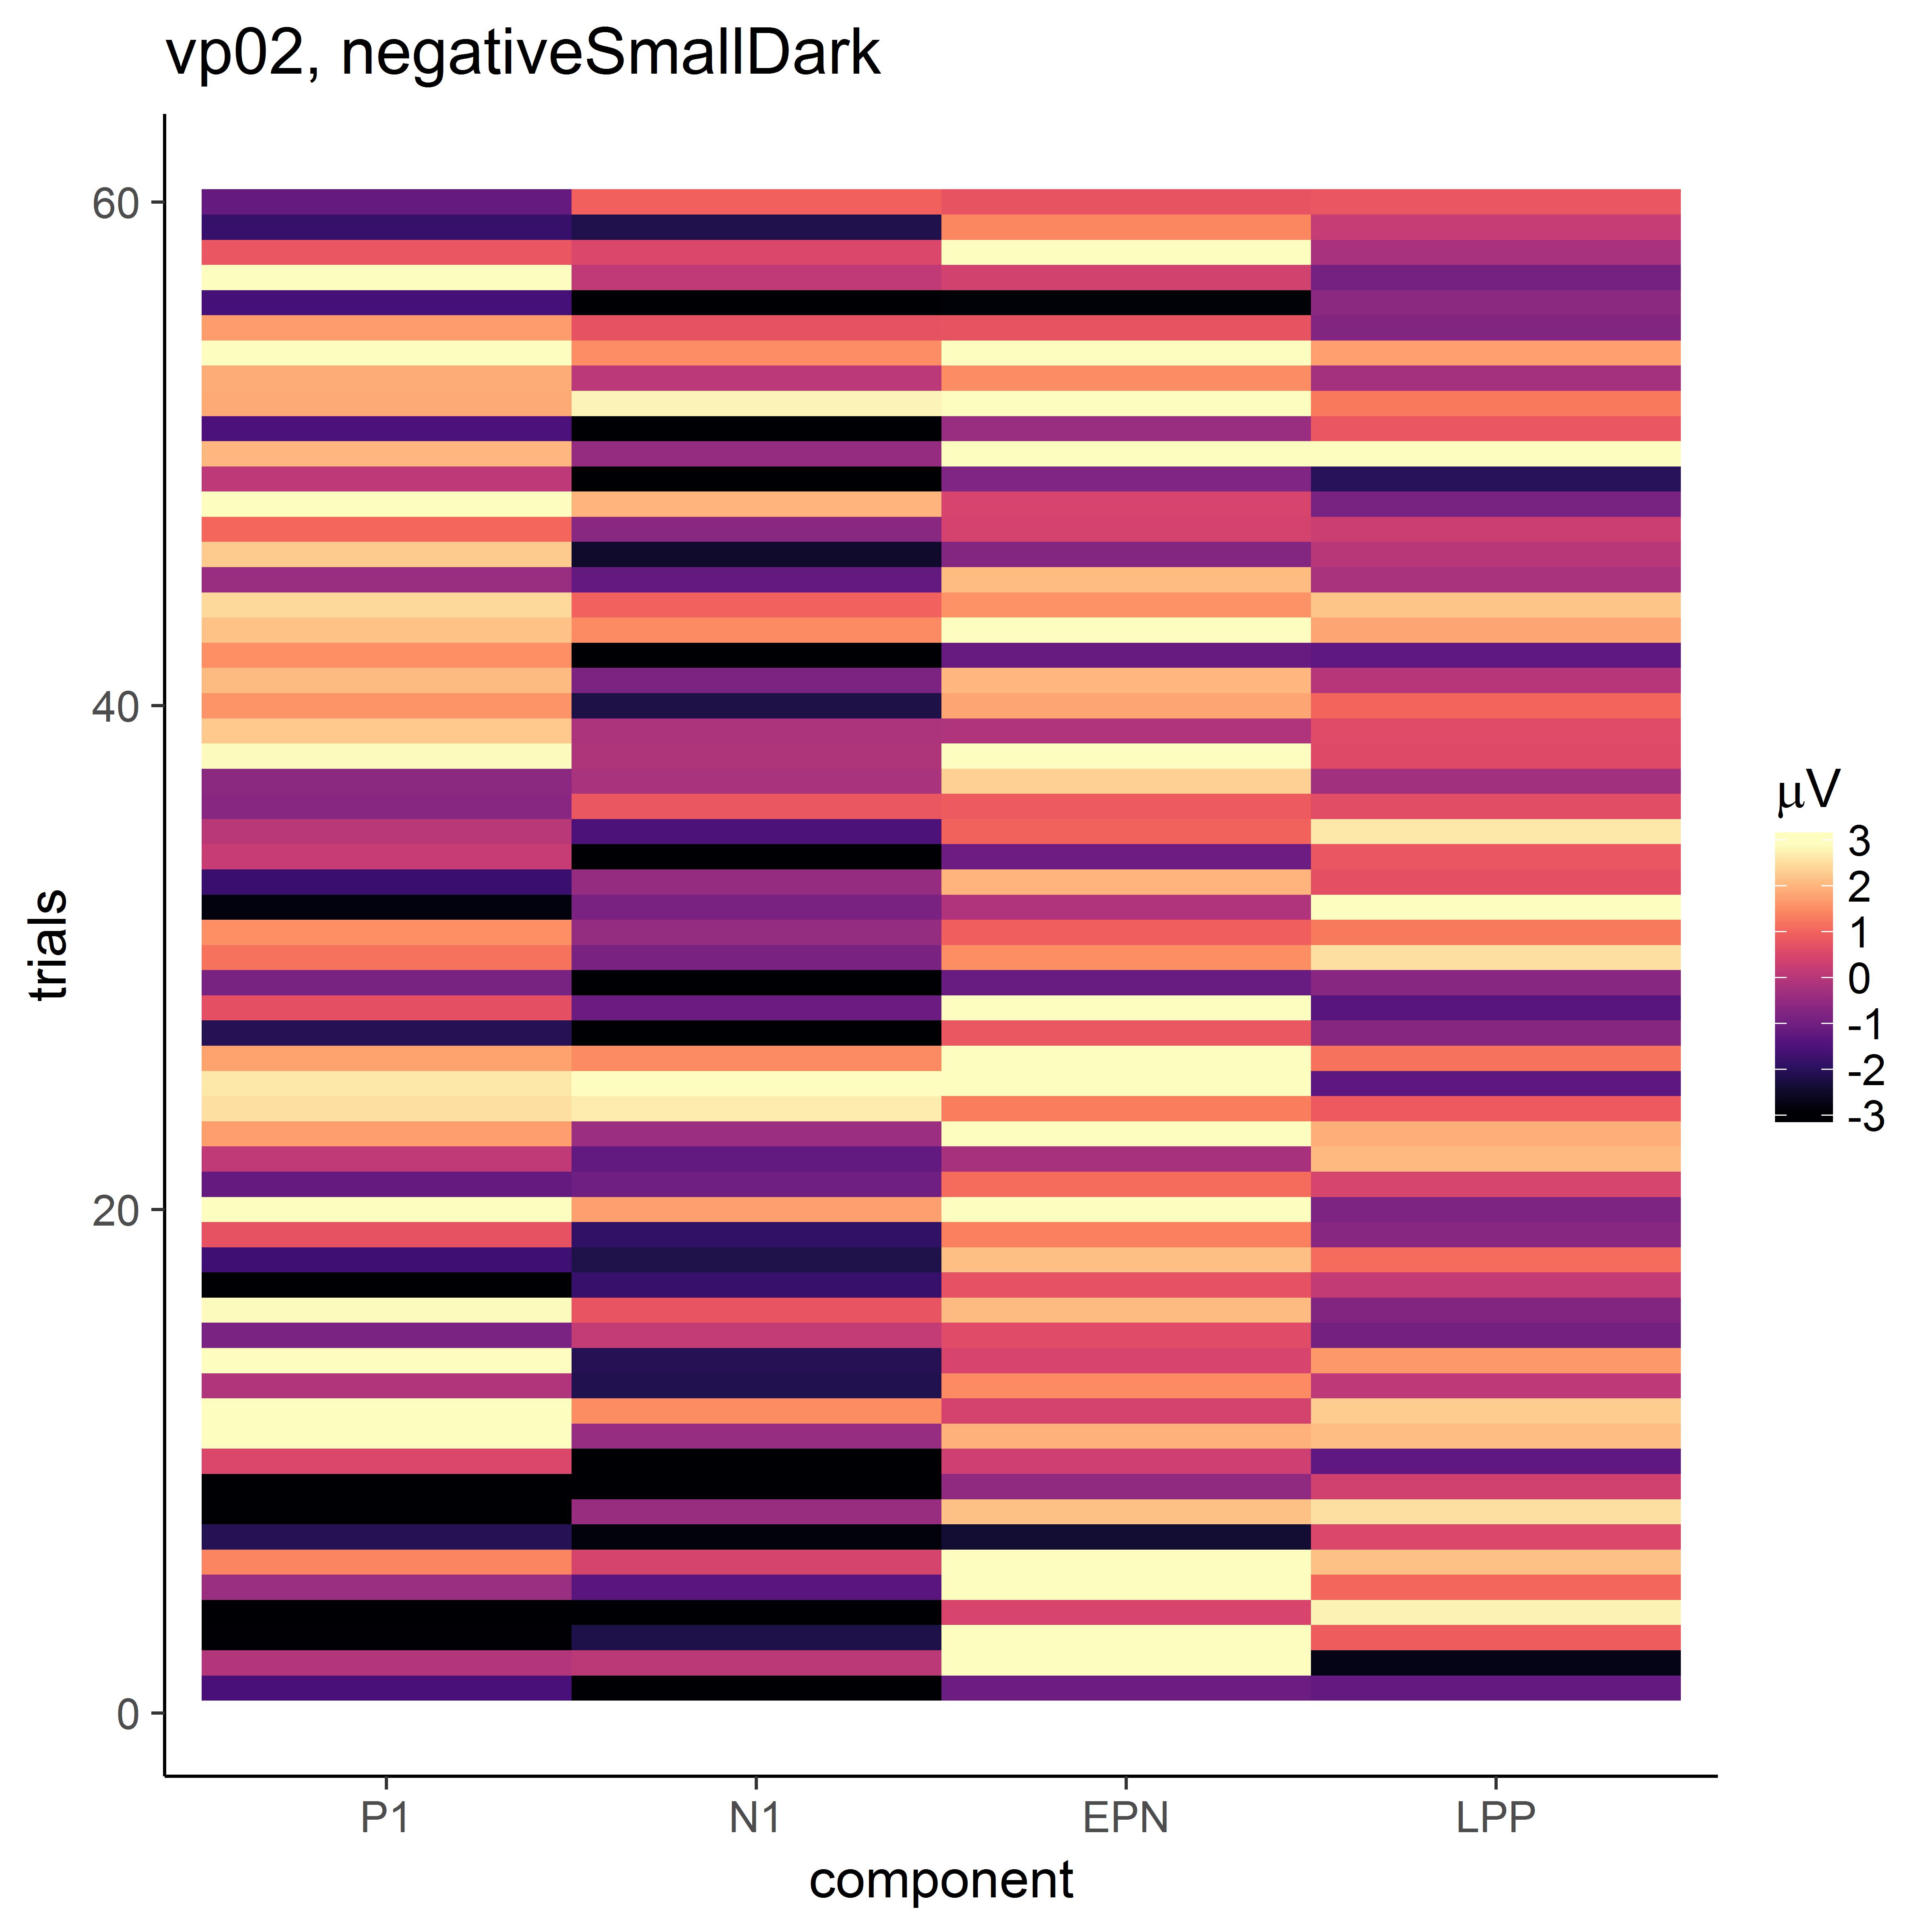 vp02, negativeSmallDark
60
40
20
0
trials
P1 N1 EPN LPP
component
μV
3
2
1
0
-1
-2
-3